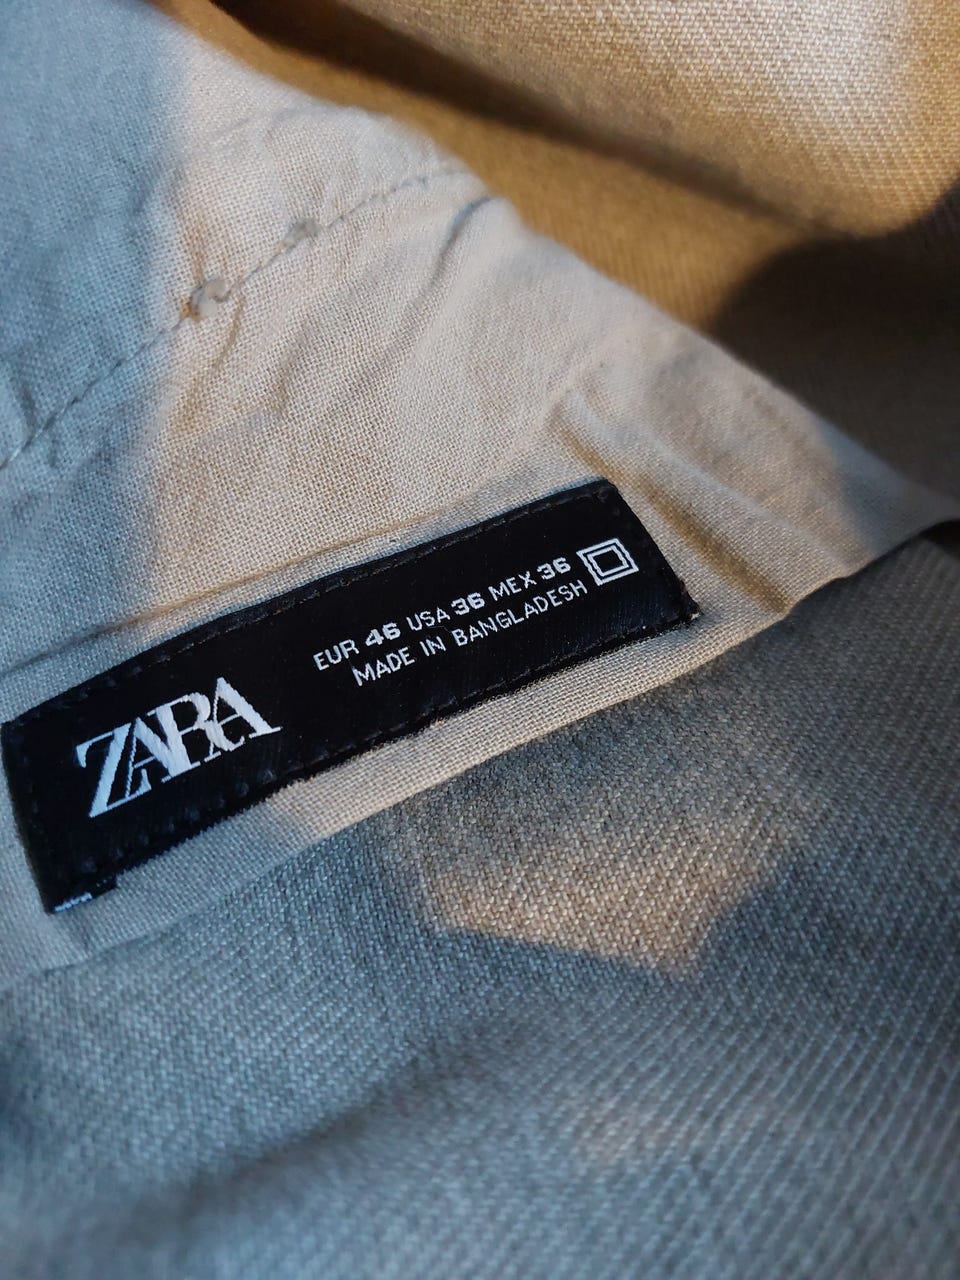 ZARA
EUR 46 USA 36 MEX 36
MADE IN BANGLADESH